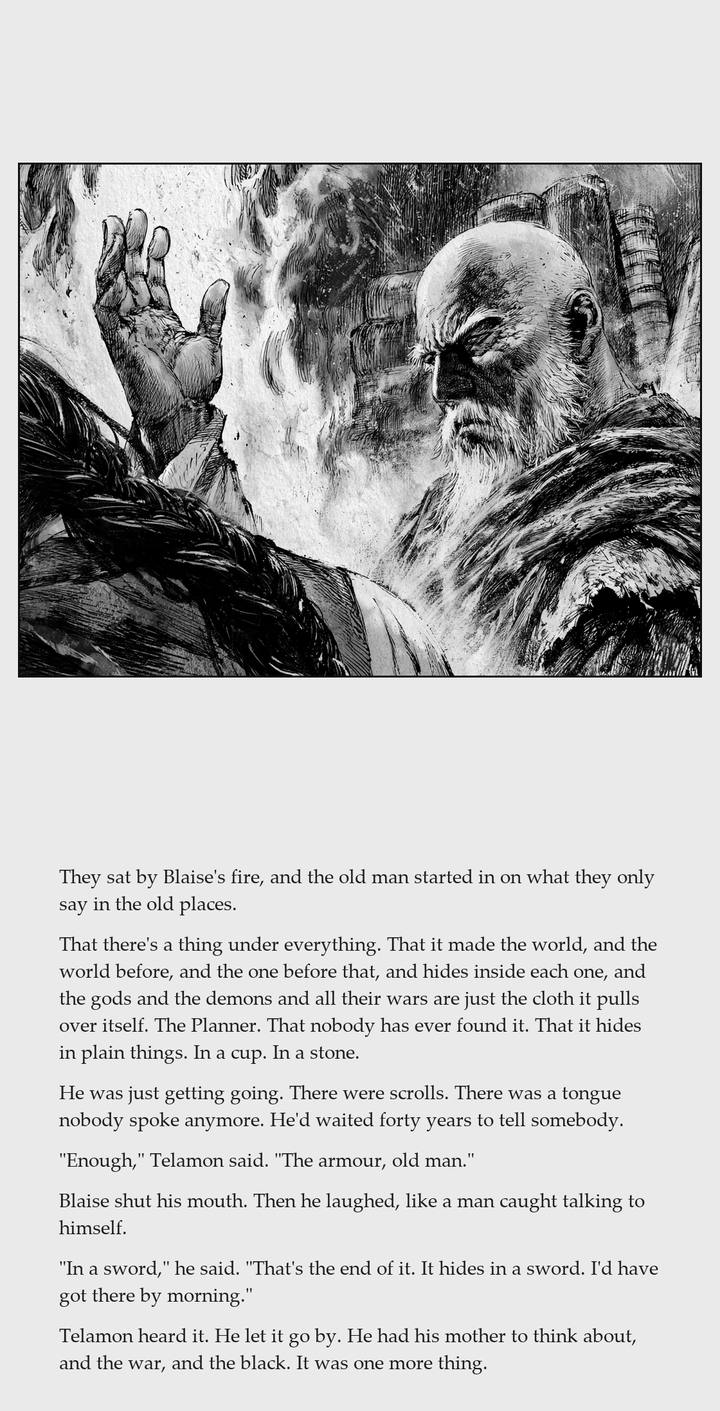 They sat by Blaise's fire, and the old man started in on what they only
say in the old places.
That there's a thing under everything. That it made the world, and the
world before, and the one before that, and hides inside each one, and
the gods and the demons and all their wars are just the cloth it pulls
over itself. The Planner. That nobody has ever found it. That it hides
in plain things. In a cup. In a stone.
He was just getting going. There were scrolls. There was a tongue
nobody spoke anymore. He'd waited forty years to tell somebody.
"Enough," Telamon said. "The armour, old man."
Blaise shut his mouth. Then he laughed, like a man caught talking to
himself.
"In a sword," he said. "That's the end of it. It hides in a sword. I'd have
got there by morning."
Telamon heard it. He let it go by. He had his mother to think about,
and the war, and the black. It was one more thing.